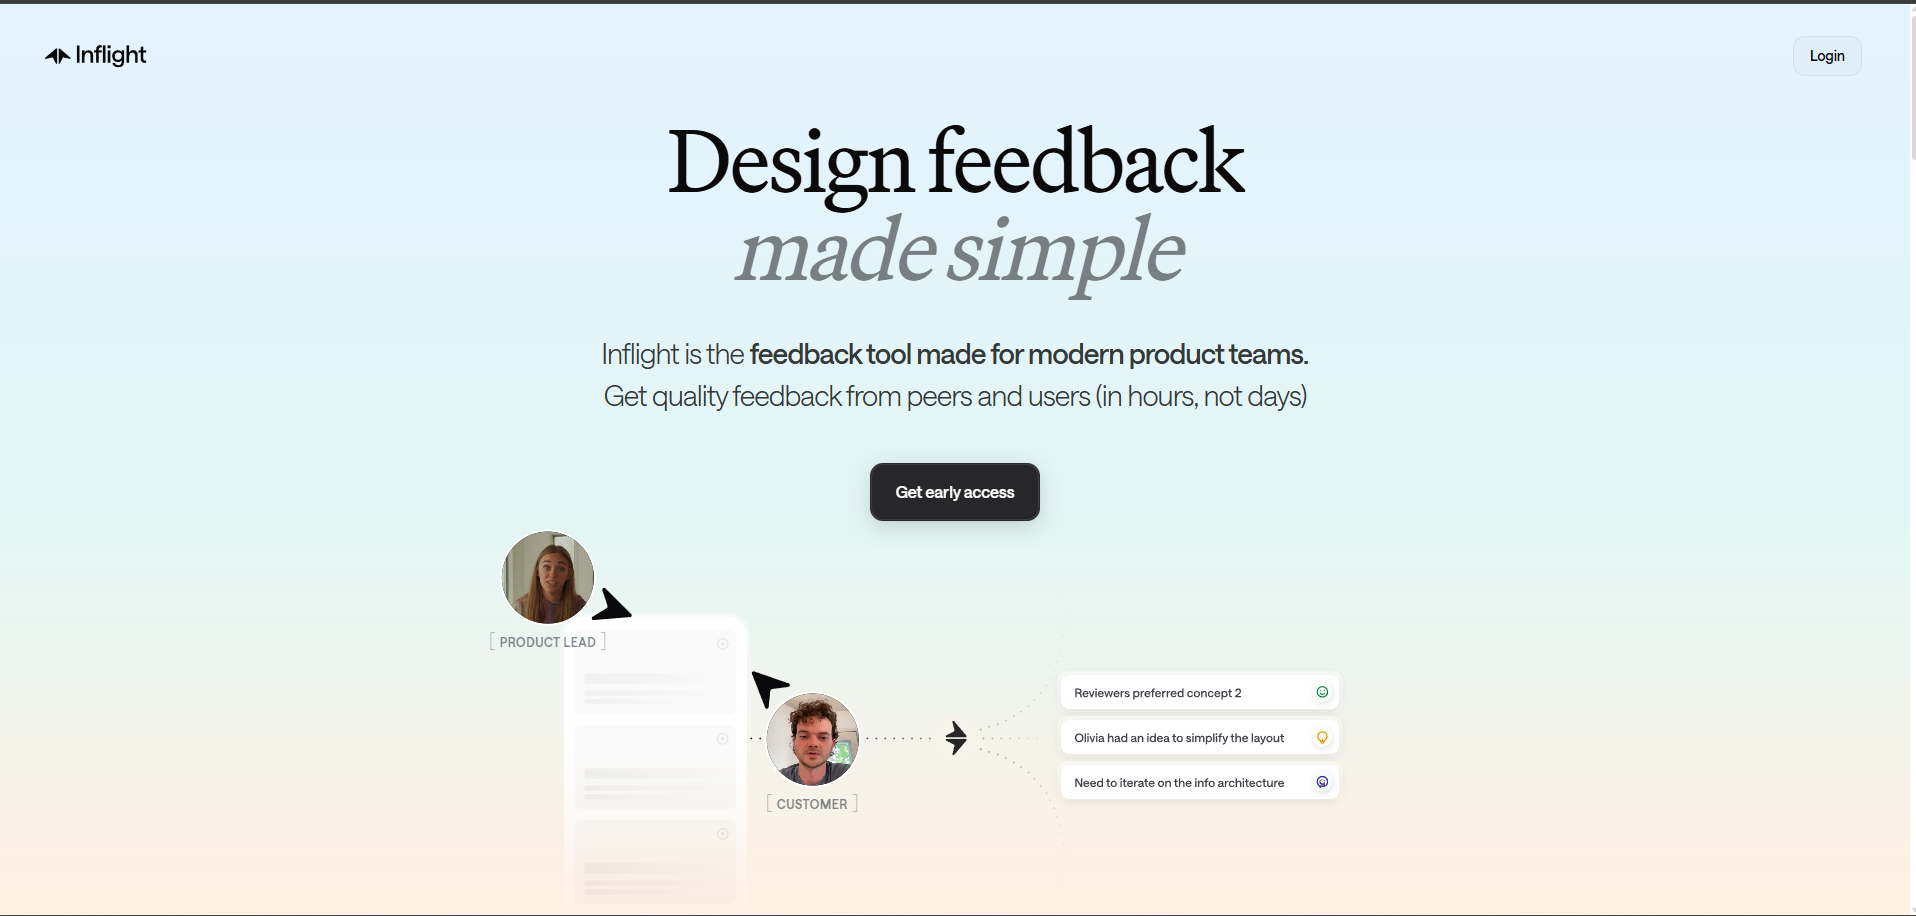 Inflight
Login
Design feedback
made simple
Inflight is the feedback tool made for modern product teams.
Get quality feedback from peers and users (in hours, not days)
Get early access
[ PRODUCT LEAD ]
Reviewers preferred concept 2
Olivia had an idea to simplify the layout
Need to iterate on the info architecture
[ CUSTOMER ]